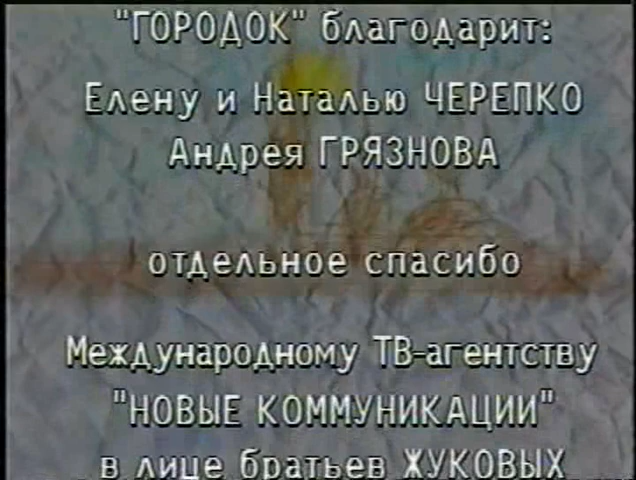 "ГОРОДОК" благодарит:
Елену и Наталью ЧЕРЕПКО
Андрея ГРЯЗНОВА
отдельное спасибо
Международному ТВ-агентству
"НОВЫЕ КОММУНИКАЦИИ"
в лице братьев ЖУКОВЫХ